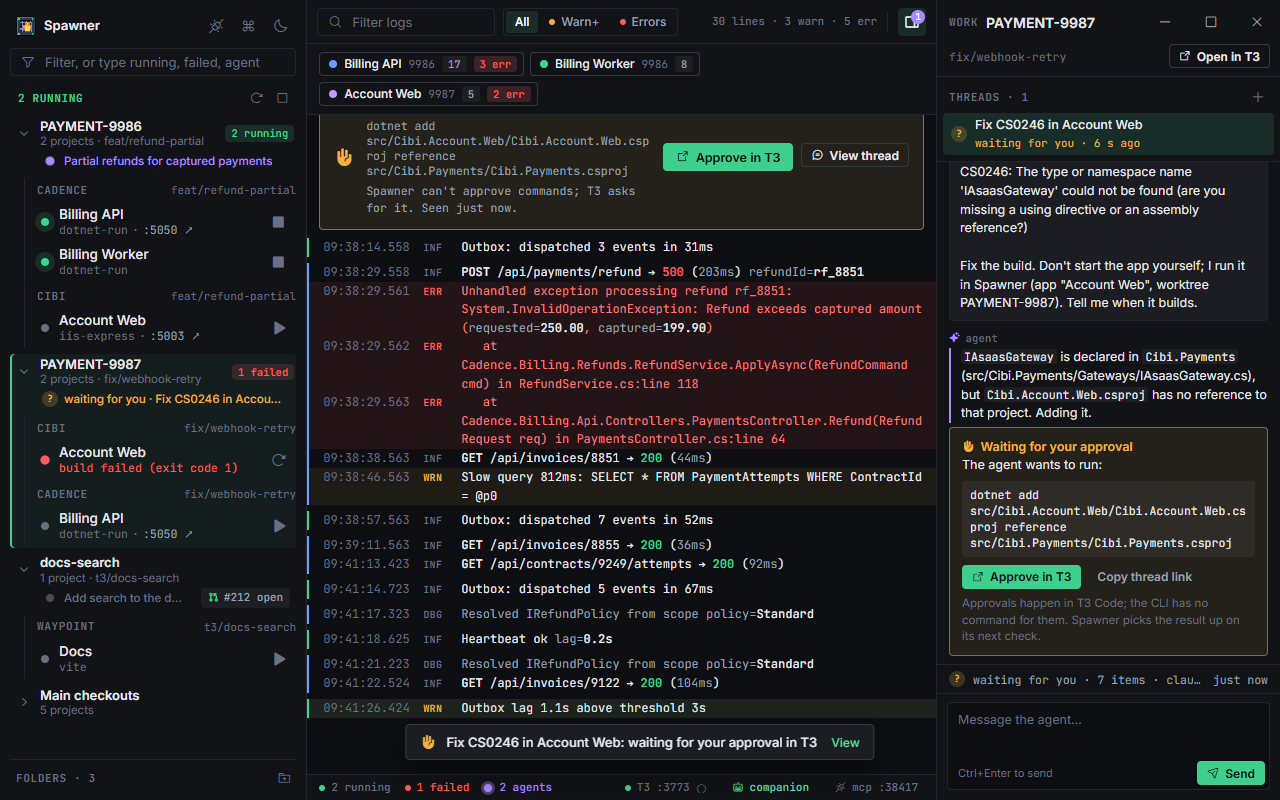 Spawner
Filter, or type running, failed, agent
2 RUNNING
PAYMENT-9986
2 running
2 projects · feat/refund-partial
Partial refunds for captured payments
CADENCE feat/refund-partial
Billing API
dotnet-run · :5050 ↗
Billing Worker
dotnet-run
CIBI feat/refund-partial
Account Web
iis-express · :5003 ↗
PAYMENT-9987
1 failed
2 projects · fix/webhook-retry
? waiting for you · Fix CS0246 in Accou...
CIBI fix/webhook-retry
Account Web
build failed (exit code 1)
CADENCE fix/webhook-retry
Billing API
dotnet-run · :5050 ↗
docs-search
1 project · t3/docs-search
Add search to the d... #212 open
WAYPOINT t3/docs-search
Docs
vite
Main checkouts
5 projects
FOLDERS · 3
Filter logs
All Warn+ Errors
30 lines · 3 warn · 5 err
1
Billing API 9986 17 3 err
Billing Worker 9986 8
Account Web 9987 5 2 err
dotnet add
src/Cibi.Account.Web/Cibi.Account.Web.csp
roj reference
src/Cibi.Payments/Cibi.Payments.csproj
Spawner can't approve commands; T3 asks
for it. Seen just now.
Approve in T3
View thread
09:38:14.558 INF Outbox: dispatched 3 events in 31ms
09:38:29.558 INF POST /api/payments/refund → 500 (203ms) refundId=rf_8851
09:38:29.561 ERR Unhandled exception processing refund rf_8851:
System.InvalidOperationException: Refund exceeds captured amount
(requested=250.00, captured=199.90)
09:38:29.562 ERR at
Cadence.Billing.Refunds.RefundService.ApplyAsync(RefundCommand
cmd) in RefundService.cs:line 118
09:38:29.563 ERR at
Cadence.Billing.Api.Controllers.PaymentsController.Refund(Refund
Request req) in PaymentsController.cs:line 64
09:38:38.563 INF GET /api/invoices/8851 → 200 (44ms)
09:38:46.563 WRN Slow query 812ms: SELECT * FROM PaymentAttempts WHERE ContractId
= @p0
09:38:57.563 INF Outbox: dispatched 7 events in 52ms
09:39:11.563 INF GET /api/invoices/8855 → 200 (36ms)
09:41:13.423 INF GET /api/contracts/9249/attempts → 200 (92ms)
09:41:14.723 INF Outbox: dispatched 5 events in 67ms
09:41:17.323 DBG Resolved IRefundPolicy from scope policy=Standard
09:41:18.625 INF Heartbeat ok lag=0.2s
09:41:21.223 DBG Resolved IRefundPolicy from scope policy=Standard
09:41:22.524 INF GET /api/invoices/9122 → 200 (104ms)
09:41:26.424 WRN Outbox lag 1.1s above threshold 3s
Fix CS0246 in Account Web: waiting for your approval in T3 View
2 running 1 failed 2 agents T3 :3773 companion mcp :38417
WORK PAYMENT-9987
fix/webhook-retry
Open in T3
THREADS · 1
Fix CS0246 in Account Web
? waiting for you · 6 s ago
CS0246: The type or namespace name
'IAsaasGateway' could not be found (are you
missing a using directive or an assembly
reference?)
Fix the build. Don't start the app yourself; I run it
in Spawner (app "Account Web", worktree
PAYMENT-9987). Tell me when it builds.
agent
IAsaasGateway is declared in Cibi.Payments
(src/Cibi.Payments/Gateways/IAsaasGateway.cs),
but Cibi.Account.Web.csproj has no reference to
that project. Adding it.
Waiting for your approval
The agent wants to run:
dotnet add
src/Cibi.Account.Web/Cibi.Account.Web.cs
proj reference
src/Cibi.Payments/Cibi.Payments.csproj
Approve in T3
Copy thread link
Approvals happen in T3 Code; the CLI has no
command for them. Spawner picks the result up on
its next check.
? waiting for you · 7 items · clau... just now
Message the agent...
Ctrl+Enter to send
Send